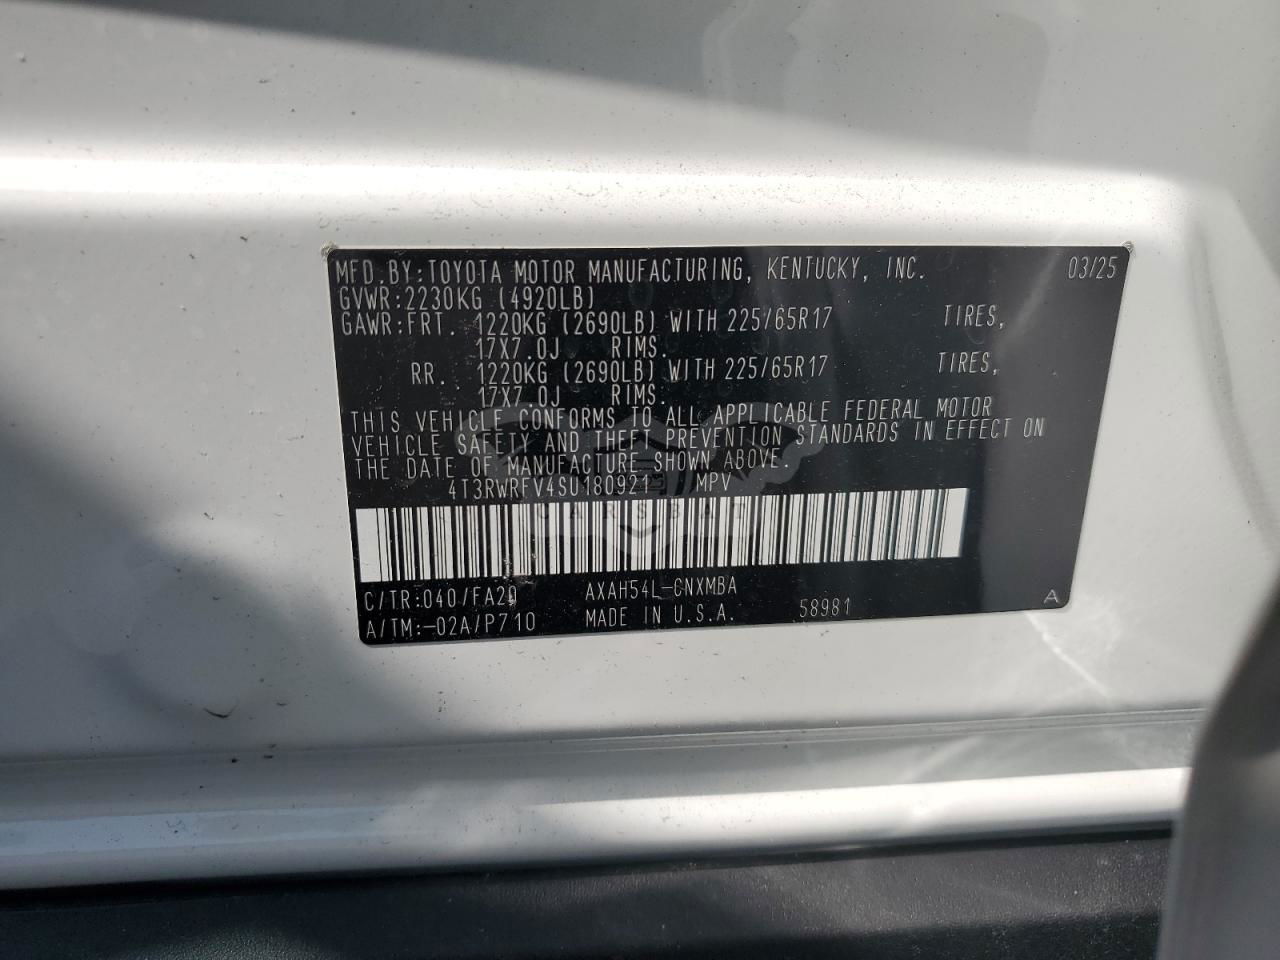 MFD.BY:TOYOTA MOTOR MANUFACTURING, KENTUCKY, INC. 03/25
GVWR:2230KG (4920LB)
GAWR:FRT. 1220KG (2690LB) WITH 225/65R17 TIRES,
17X7.0J RIMS.
RR. 1220KG (2690LB) WITH 225/65R17 TIRES,
17X7.0J RIMS.
THIS VEHICLE CONFORMS TO ALL APPLICABLE FEDERAL MOTOR
VEHICLE SAFETY AND THEFT PREVENTION STANDARDS IN EFFECT ON
THE DATE OF MANUFACTURE SHOWN ABOVE.
4T3RWRFV4SU180921 MPV
CARSBAT
C/TR:040/FA20 AXAH54L-CNXMBA
A/TM:-02A/P710 MADE IN U.S.A. 58981 A